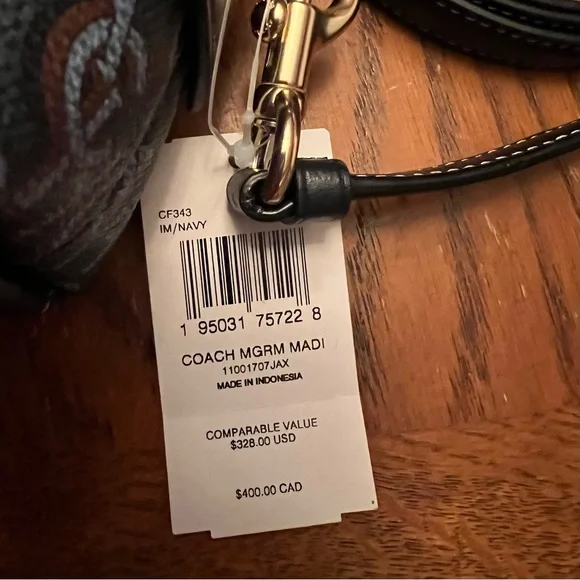 CF343
IM/NAVY
1 95031 75722 8
COACH MGRM MADI
11001707JAX
MADE IN INDONESIA
COMPARABLE VALUE
$328.00 USD
$400.00 CAD